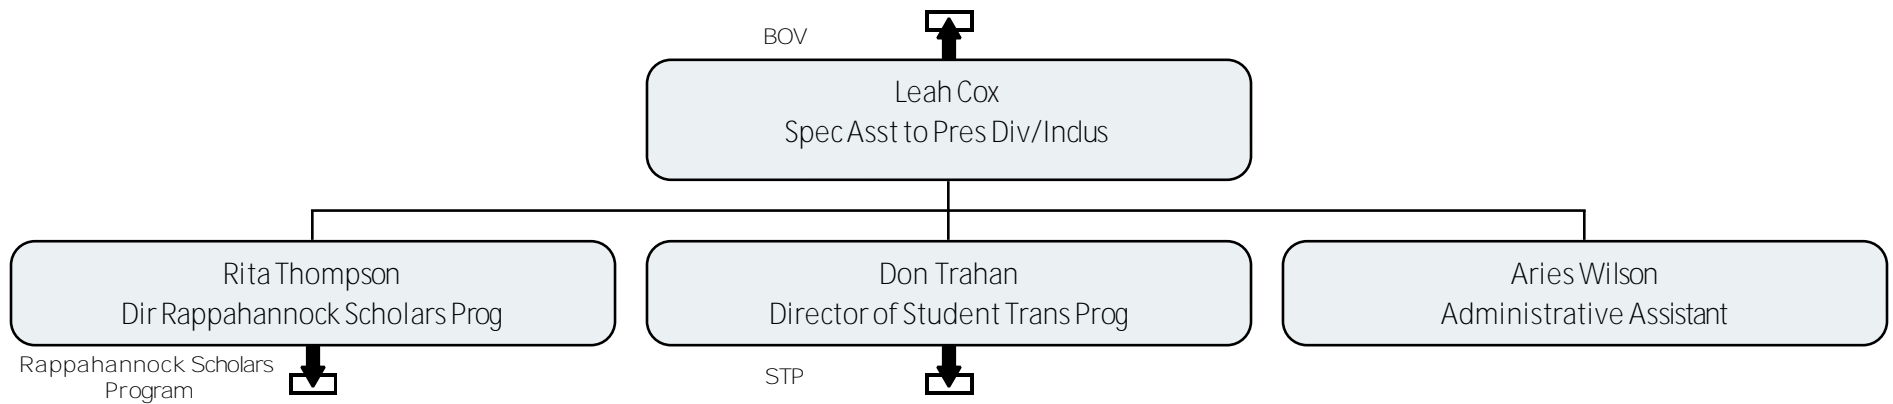 BOV
Leah Cox
Spec Asst to Pres Div/Inclus
Rita Thompson
Dir Rappahannock Scholars Prog
Don Trahan
Director of Student Trans Prog
Aries Wilson
Administrative Assistant
Rappahannock Scholars
Program
STP